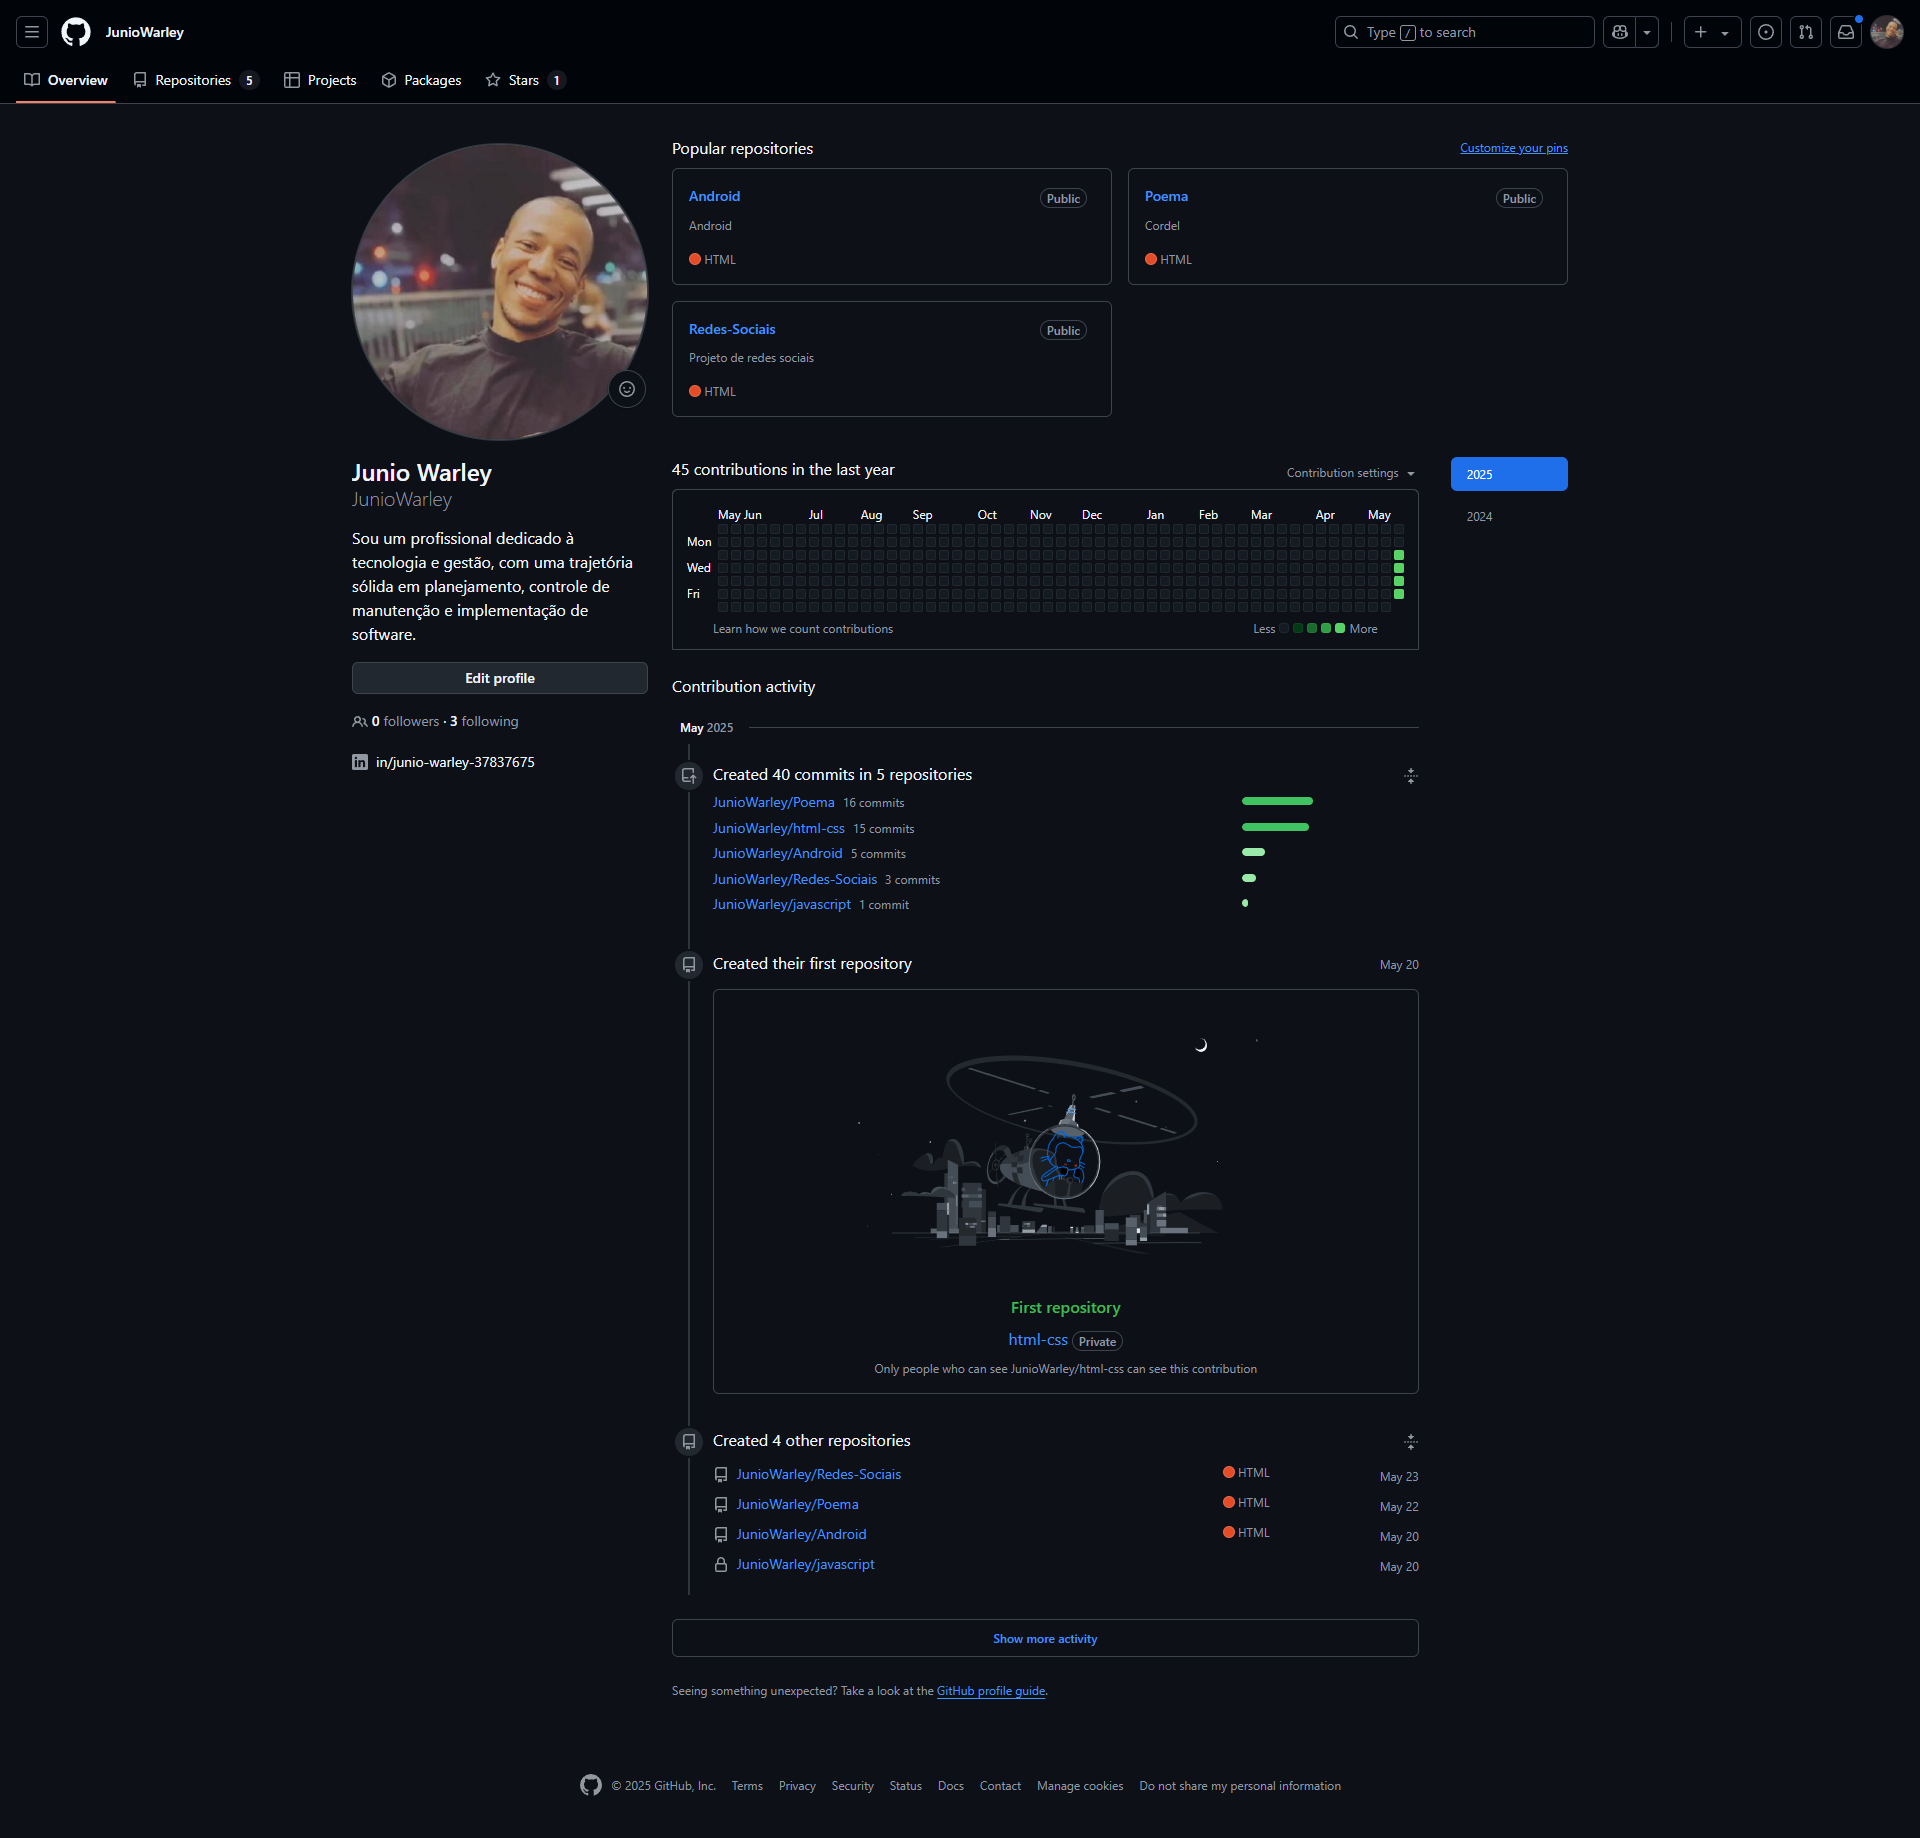 JunioWarley
Type / to search
Overview
Repositories 5
Projects
Packages
Stars 1
Popular repositories
Customize your pins
Android
Public
Android
HTML
Poema
Public
Cordel
HTML
Redes-Sociais
Public
Projeto de redes sociais
HTML
Junio Warley
JunioWarley
Sou um profissional dedicado à
tecnologia e gestão, com uma trajetória
sólida em planejamento, controle de
manutenção e implementação de
software.
Edit profile
0 followers · 3 following
in/junio-warley-37837675
45 contributions in the last year
Contribution settings
2025
2024
May Jun Jul Aug Sep Oct Nov Dec Jan Feb Mar Apr May
Mon
Wed
Fri
Learn how we count contributions
Less
More
Contribution activity
May 2025
Created 40 commits in 5 repositories
JunioWarley/Poema 16 commits
JunioWarley/html-css 15 commits
JunioWarley/Android 5 commits
JunioWarley/Redes-Sociais 3 commits
JunioWarley/javascript 1 commit
Created their first repository
May 20
First repository
html-css Private
Only people who can see JunioWarley/html-css can see this contribution
Created 4 other repositories
JunioWarley/Redes-Sociais HTML May 23
JunioWarley/Poema HTML May 22
JunioWarley/Android HTML May 20
JunioWarley/javascript May 20
Show more activity
Seeing something unexpected? Take a look at the GitHub profile guide.
© 2025 GitHub, Inc. Terms Privacy Security Status Docs Contact Manage cookies Do not share my personal information